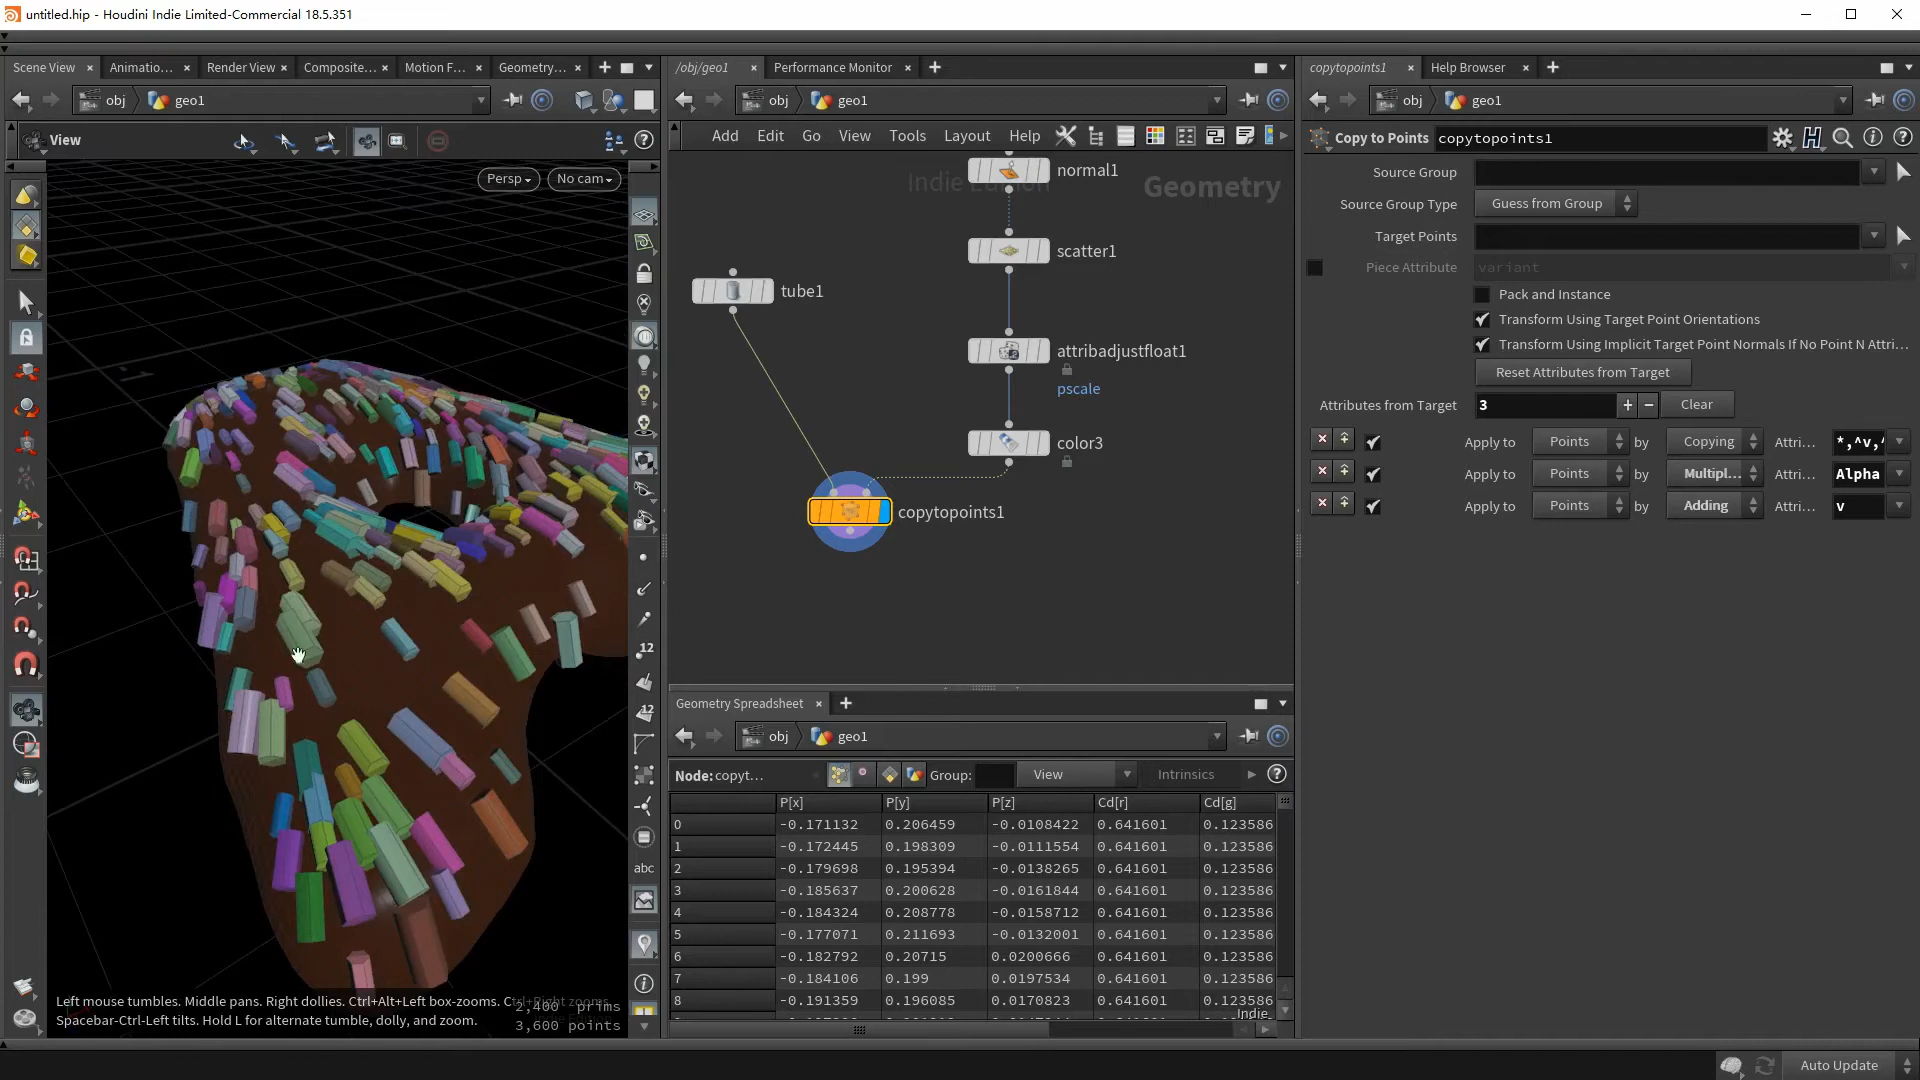 untitled.hip - Houdini Indie Limited-Commercial 18.5.351
Scene View
Animatio...
Render View
Composite...
Motion F...
Geometry...
/obj/geo1
Performance Monitor
copytopoints1
Help Browser
obj
geo1
obj
geo1
obj
geo1
View
Add
Edit
Go
View
Tools
Layout
Help
Copy to Points
copytopoints1
Persp
No cam
Indie Edition
Geometry
normal1
scatter1
tube1
attribadjustfloat1
pscale
color3
copytopoints1
Source Group
Source Group Type
Guess from Group
Target Points
Piece Attribute
variant
Pack and Instance
Transform Using Target Point Orientations
Transform Using Implicit Target Point Normals If No Point N Attri...
Reset Attributes from Target
Attributes from Target
3
Clear
Apply to Points by Copying Attri... *,^v,^
Apply to Points by Multipl... Attri... Alpha
Apply to Points by Adding Attri... v
12
12
abc
Left mouse tumbles. Middle pans. Right dollies. Ctrl+Alt+Left box-zooms. Ctrl+Right zooms.
Spacebar-Ctrl-Left tilts. Hold L for alternate tumble, dolly, and zoom.
2,400 prims
3,600 points
Geometry Spreadsheet
obj
geo1
Node: copyt...
Group:
View
Intrinsics
P[x] P[y] P[z] Cd[r] Cd[g]
0 -0.171132 0.206459 -0.0108422 0.641601 0.123586
1 -0.172445 0.198309 -0.0111554 0.641601 0.123586
2 -0.179698 0.195394 -0.0138265 0.641601 0.123586
3 -0.185637 0.200628 -0.0161844 0.641601 0.123586
4 -0.184324 0.208778 -0.0158712 0.641601 0.123586
5 -0.177071 0.211693 -0.0132001 0.641601 0.123586
6 -0.182792 0.20715 0.0200666 0.641601 0.123586
7 -0.184106 0.199 0.0197534 0.641601 0.123586
8 -0.191359 0.196085 0.0170823 0.641601 0.123586
Indie
Auto Update